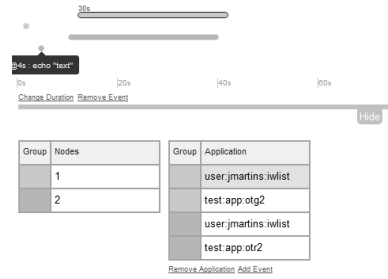 30s
@4s : echo "text"
0s 20s 40s 60s
Change Duration Remove Event
Hide
Group Nodes
1
2
Group Application
user:jmartins:iwlist
test:app:otg2
user:jmartins:iwlist
test:app:otr2
Remove Application Add Event